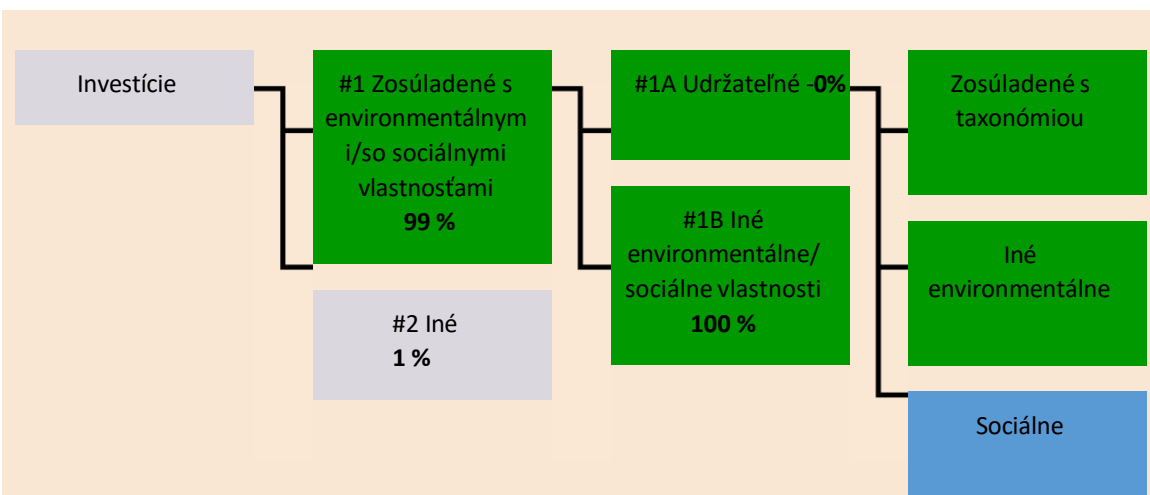 Investície
#1 Zosúladené s
environmentálnym
i/so sociálnymi
vlastnosťami
99 %
#2 Iné
1 %
#1A Udržateľné -0%
#1B Iné
environmentálne/
sociálne vlastnosti
100 %
Zosúladené s
taxonómiou
Iné
environmentálne
Sociálne